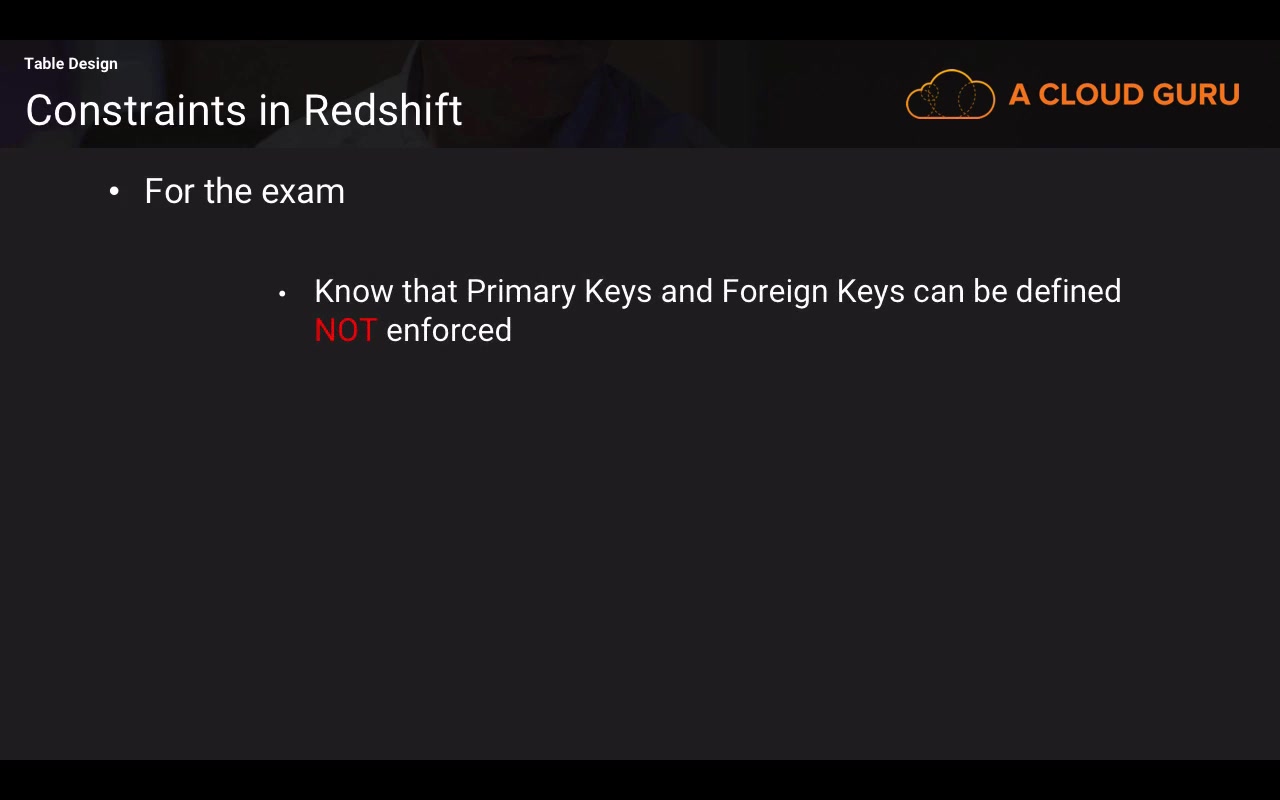 Table Design
Constraints in Redshift
A CLOUD GURU
• For the exam
• Know that Primary Keys and Foreign Keys can be defined
NOT enforced